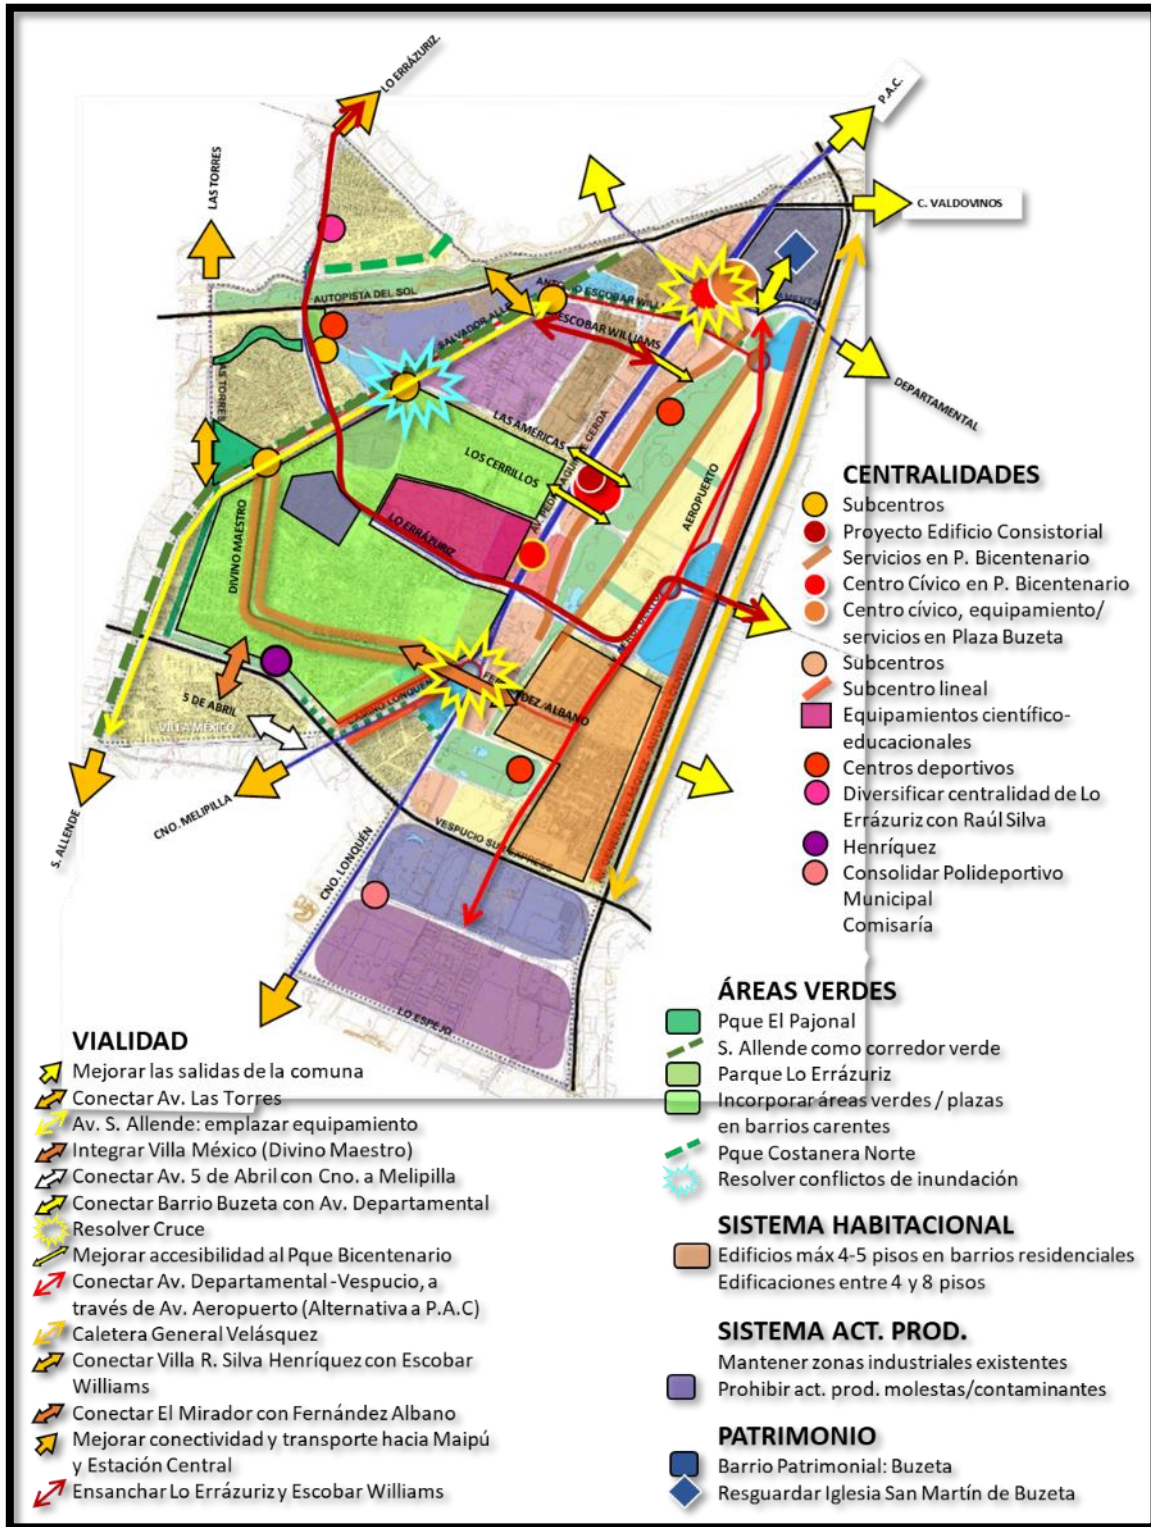 LO ERRÁZURIZ.
P.A.C.
LAS TORRES
C. VALDOVINOS
AUTOPISTA DEL SOL
ESCOBAR WILLIAMS
DEPARTAMENTAL
LAS AMÉRICAS
LOS CERRILLOS
AEROPUERTO
LO ERRÁZURIZ
DIVINO MAESTRO
5 DE ABRIL
VILLA MÉXICO
CAMINO LONQUÉN
S. ALLENDE
CNO. MELIPILLA
CNO. LONQUÉN
VESPUCIO SUR EXPRESS
LO ESPEJO
CENTRALIDADES
Subcentros
Proyecto Edificio Consistorial
Servicios en P. Bicentenario
Centro Cívico en P. Bicentenario
Centro cívico, equipamiento/
servicios en Plaza Buzeta
Subcentros
Subcentro lineal
Equipamientos científico-
educacionales
Centros deportivos
Diversificar centralidad de Lo
Errázuriz con Raúl Silva
Henríquez
Consolidar Polideportivo
Municipal
Comisaría
ÁREAS VERDES
Pque El Pajonal
S. Allende como corredor verde
Parque Lo Errázuriz
Incorporar áreas verdes / plazas
en barrios carentes
Pque Costanera Norte
Resolver conflictos de inundación
SISTEMA HABITACIONAL
Edificios máx 4-5 pisos en barrios residenciales
Edificaciones entre 4 y 8 pisos
SISTEMA ACT. PROD.
Mantener zonas industriales existentes
Prohibir act. prod. molestas/contaminantes
PATRIMONIO
Barrio Patrimonial: Buzeta
Resguardar Iglesia San Martín de Buzeta
VIALIDAD
Mejorar las salidas de la comuna
Conectar Av. Las Torres
Av. S. Allende: emplazar equipamiento
Integrar Villa México (Divino Maestro)
Conectar Av. 5 de Abril con Cno. a Melipilla
Conectar Barrio Buzeta con Av. Departamental
Resolver Cruce
Mejorar accesibilidad al Pque Bicentenario
Conectar Av. Departamental -Vespucio, a
través de Av. Aeropuerto (Alternativa a P.A.C)
Caletera General Velásquez
Conectar Villa R. Silva Henríquez con Escobar
Williams
Conectar El Mirador con Fernández Albano
Mejorar conectividad y transporte hacia Maipú
y Estación Central
Ensanchar Lo Errázuriz y Escobar Williams